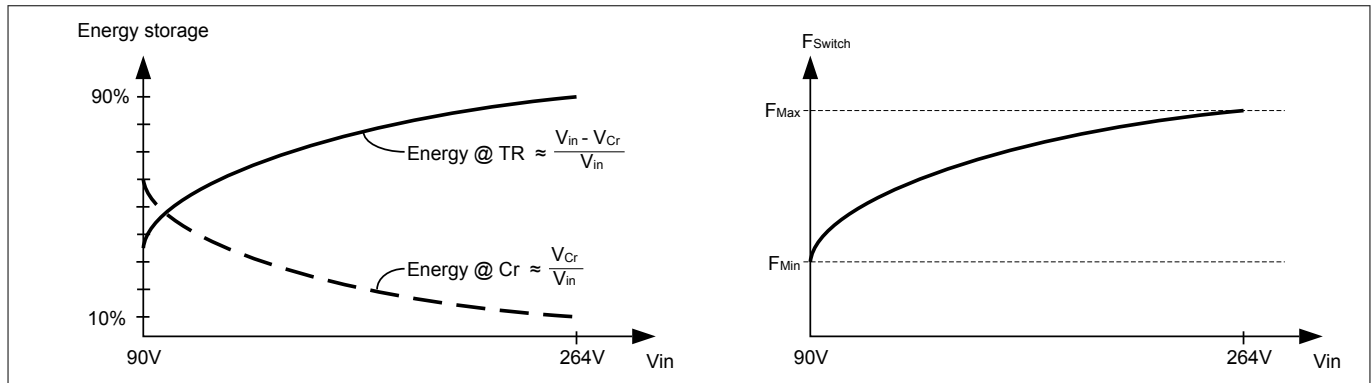 Energy storage
90%
Energy @ TR ≈ Vin - VCr / Vin
Energy @ Cr ≈ VCr / Vin
10%
90V
264V
Vin
FSwitch
FMax
FMin
90V
264V
Vin